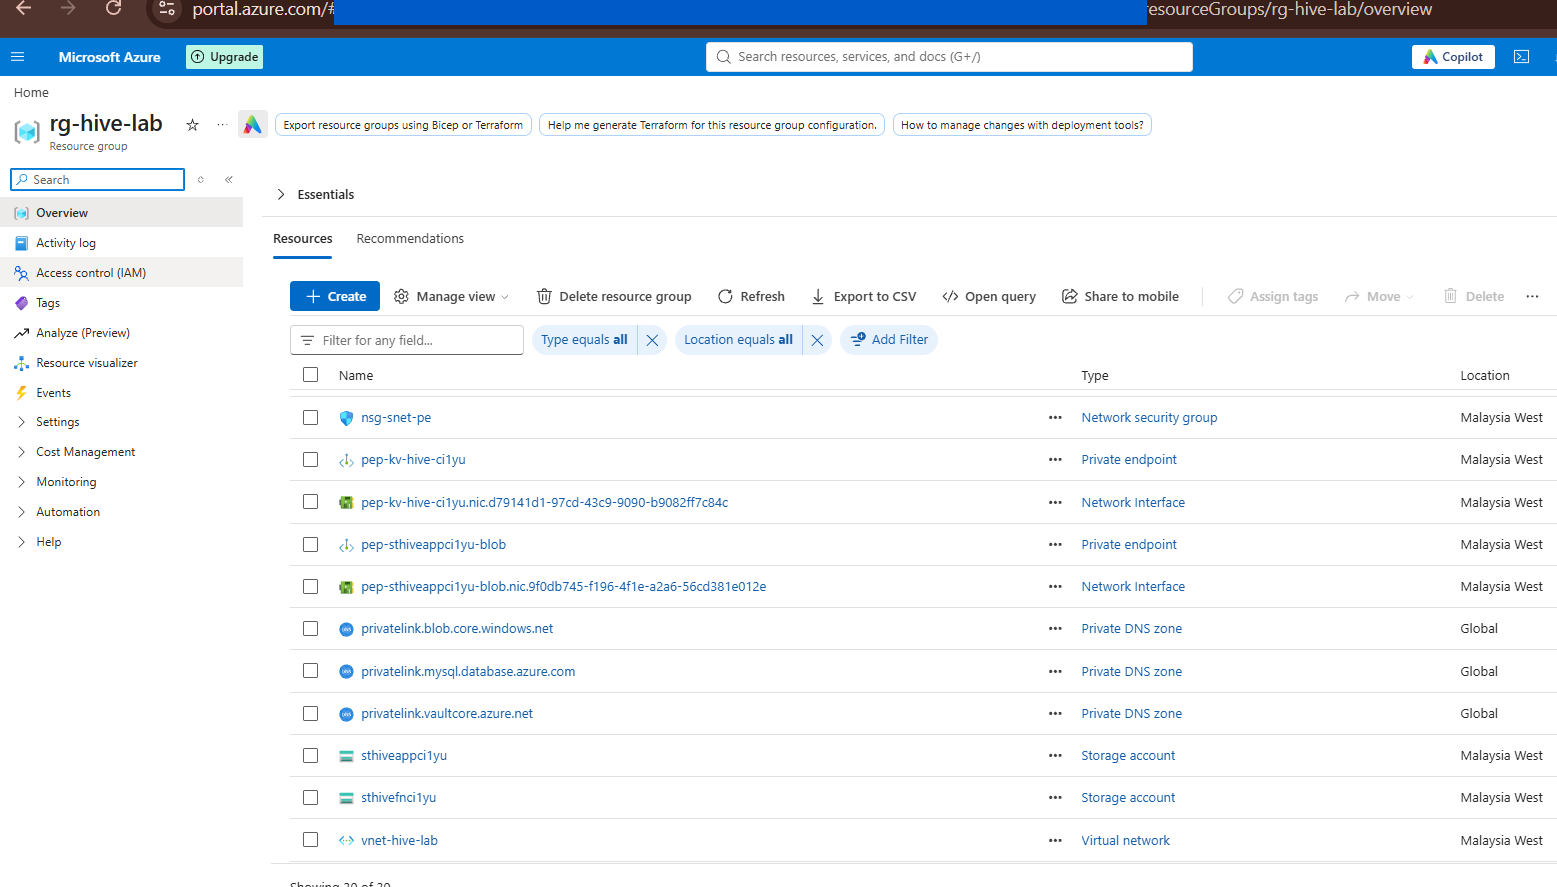 portal.azure.com/#
resourceGroups/rg-hive-lab/overview
Microsoft Azure
Upgrade
Search resources, services, and docs (G+/)
Copilot
Home
rg-hive-lab
Resource group
Export resource groups using Bicep or Terraform
Help me generate Terraform for this resource group configuration.
How to manage changes with deployment tools?
Search
Overview
Activity log
Access control (IAM)
Tags
Analyze (Preview)
Resource visualizer
Events
Settings
Cost Management
Monitoring
Automation
Help
Essentials
Resources Recommendations
Create Manage view Delete resource group Refresh Export to CSV Open query Share to mobile Assign tags Move Delete
Filter for any field... Type equals all Location equals all Add Filter
Name Type Location
nsg-snet-pe Network security group Malaysia West
pep-kv-hive-ci1yu Private endpoint Malaysia West
pep-kv-hive-ci1yu.nic.d79141d1-97cd-43c9-9090-b9082ff7c84c Network Interface Malaysia West
pep-sthiveappci1yu-blob Private endpoint Malaysia West
pep-sthiveappci1yu-blob.nic.9f0db745-f196-4f1e-a2a6-56cd381e012e Network Interface Malaysia West
privatelink.blob.core.windows.net Private DNS zone Global
privatelink.mysql.database.azure.com Private DNS zone Global
privatelink.vaultcore.azure.net Private DNS zone Global
sthiveappci1yu Storage account Malaysia West
sthivefnci1yu Storage account Malaysia West
vnet-hive-lab Virtual network Malaysia West